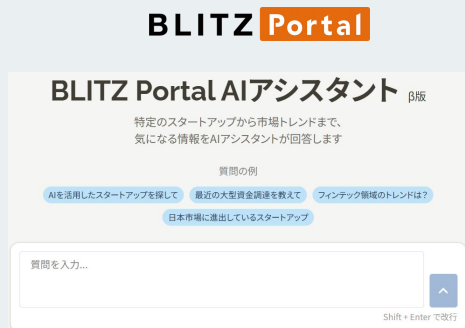 BLITZ Portal
BLITZ Portal AIアシスタント β版
特定のスタートアップから市場トレンドまで、
気になる情報をAIアシスタントが回答します
質問の例
AIを活用したスタートアップを探して 最近の大型資金調達を教えて フィンテック領域のトレンドは？
日本市場に進出しているスタートアップ
質問を入力...
Shift + Enter で改行